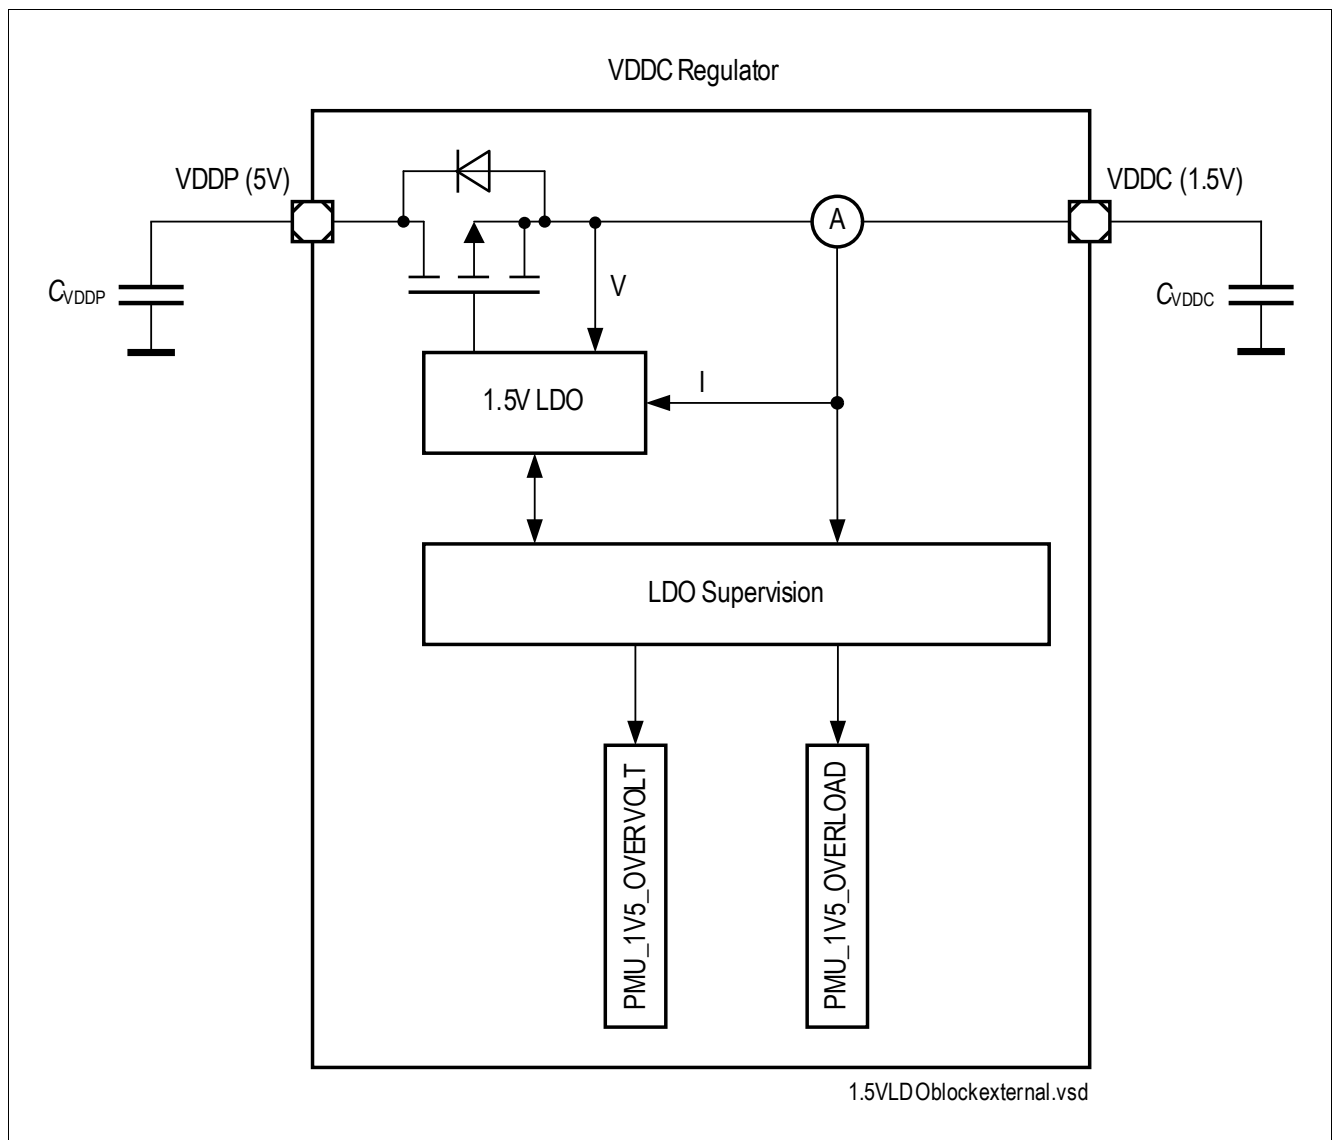 VDDC Regulator
VDDP (5V)
VDDC (1.5V)
A
CVDDP
V
CVDDC
1.5V LDO
I
LDO Supervision
PMU_1V5_OVERVOLT
PMU_1V5_OVERLOAD
1.5VLDOblockexternal.vsd